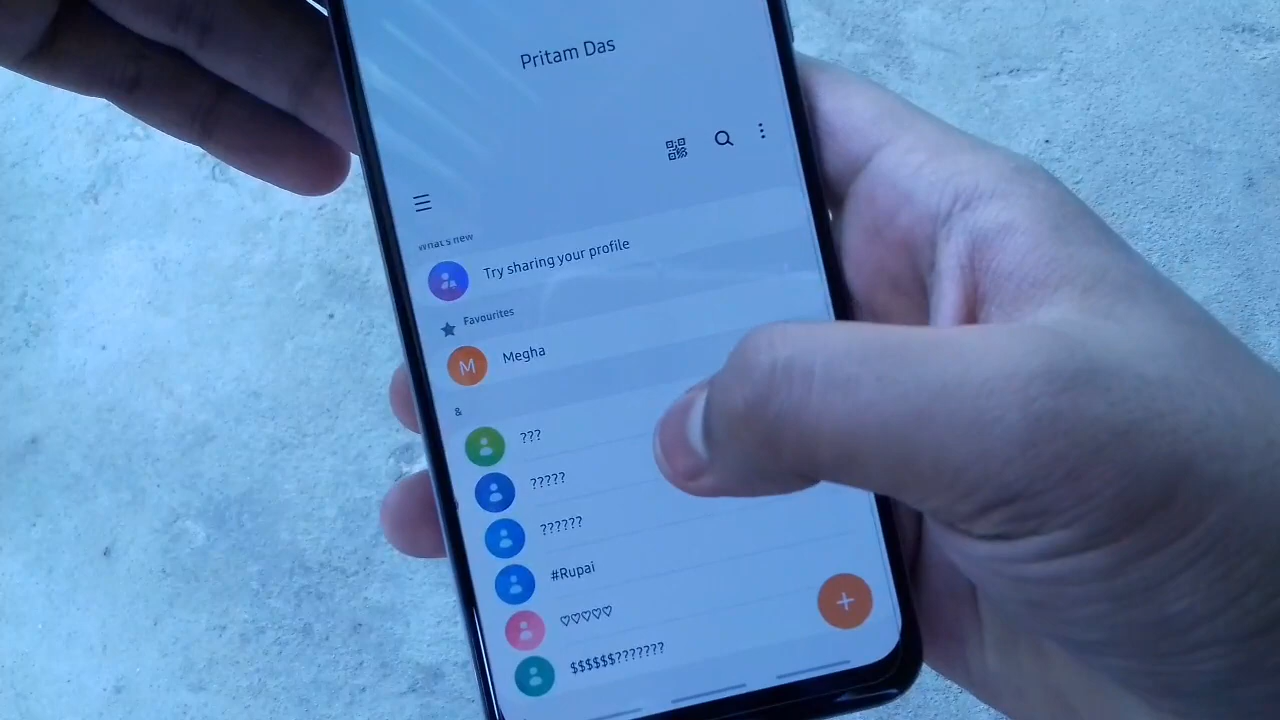 Pritam Das
What's new
Try sharing your profile
Favourites
M
Megha
&
???
?????
??????
#Rupai
♡♡♡♡♡
$$$$$$???????